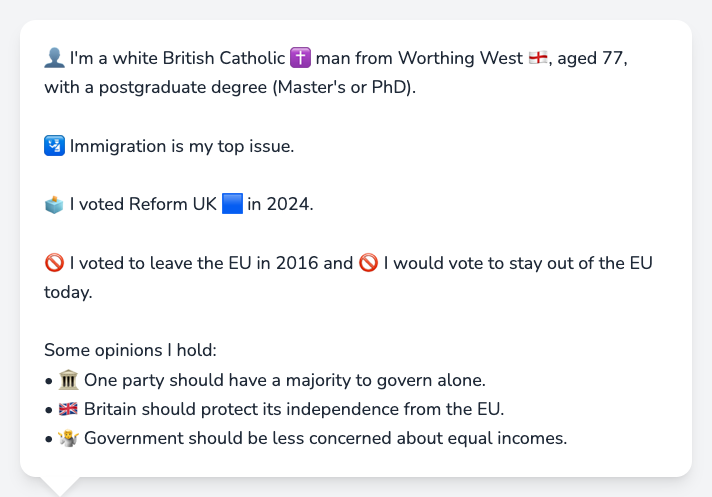 👤 I'm a white British Catholic ✝️ man from Worthing West 🏴󠁧󠁢󠁥󠁮󠁧󠁿, aged 77,
with a postgraduate degree (Master's or PhD).
🛂 Immigration is my top issue.
🗳️ I voted Reform UK 🟦 in 2024.
🚫 I voted to leave the EU in 2016 and 🚫 I would vote to stay out of the EU
today.
Some opinions I hold:
• 🏛️ One party should have a majority to govern alone.
• 🇬🇧 Britain should protect its independence from the EU.
• 🤷 Government should be less concerned about equal incomes.